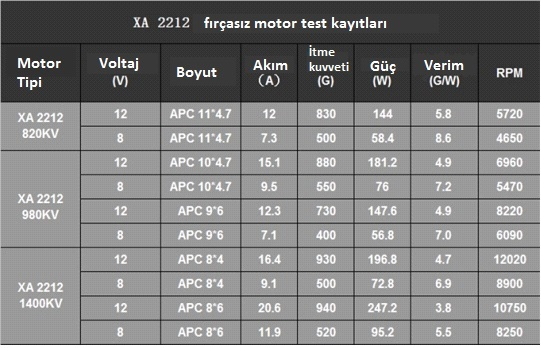 XA 2212 fırçasız motor test kayıtları
Motor Tipi Voltaj (V) Boyut Akım (A) İtme kuvveti (G) Güç (W) Verim (G/W) RPM
XA 2212 820KV 12 APC 11*4.7 12 830 144 5.8 5720
8 APC 11*4.7 7.3 500 58.4 8.6 4650
XA 2212 980KV 12 APC 10*4.7 15.1 880 181.2 4.9 6960
8 APC 10*4.7 9.5 550 76 7.2 5470
12 APC 9*6 12.3 730 147.6 4.9 8220
8 APC 9*6 7.1 400 56.8 7.0 6090
XA 2212 1400KV 12 APC 8*4 16.4 930 196.8 4.7 12020
8 APC 8*4 9.1 500 72.8 6.9 8900
12 APC 8*6 20.6 940 247.2 3.8 10750
8 APC 8*6 11.9 520 95.2 5.5 8250